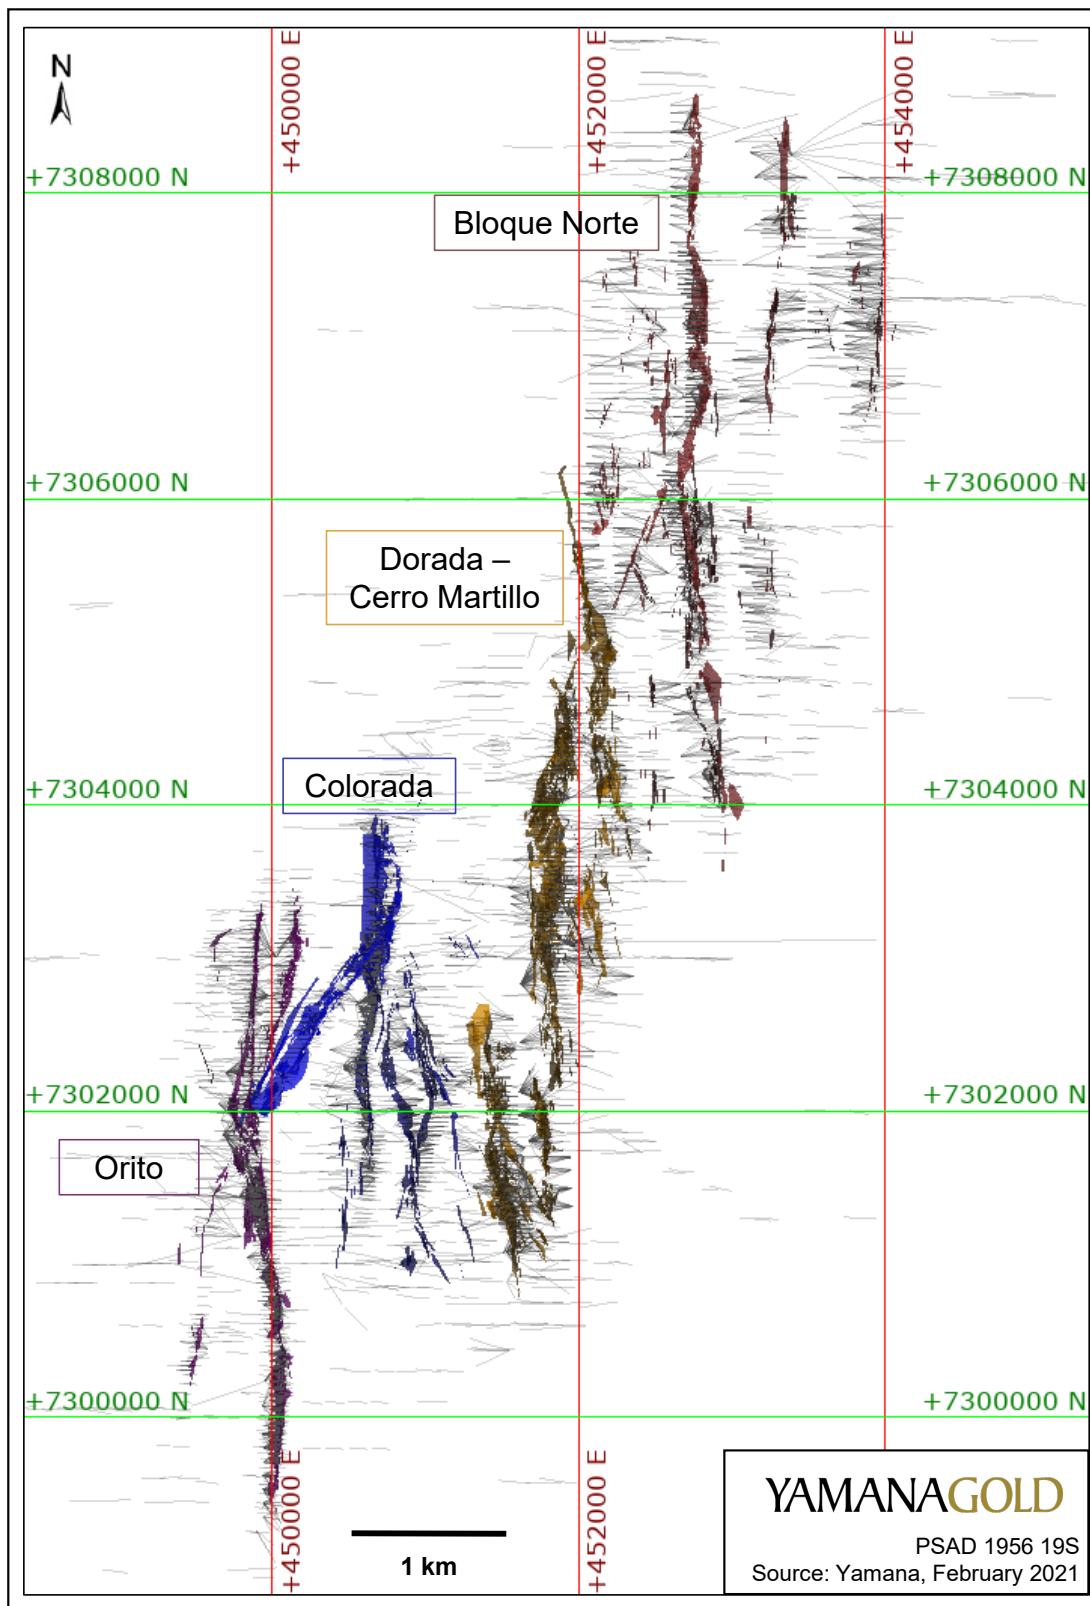 N
+450000 E
+452000 E
+454000 E
+7308000 N
+7308000 N
Bloque Norte
+7306000 N
+7306000 N
Dorada –
Cerro Martillo
Colorada
+7304000 N
+7304000 N
+7302000 N
+7302000 N
Orito
+7300000 N
+7300000 N
+450000 E
+452000 E
1 km
YAMANAGOLD
PSAD 1956 19S
Source: Yamana, February 2021